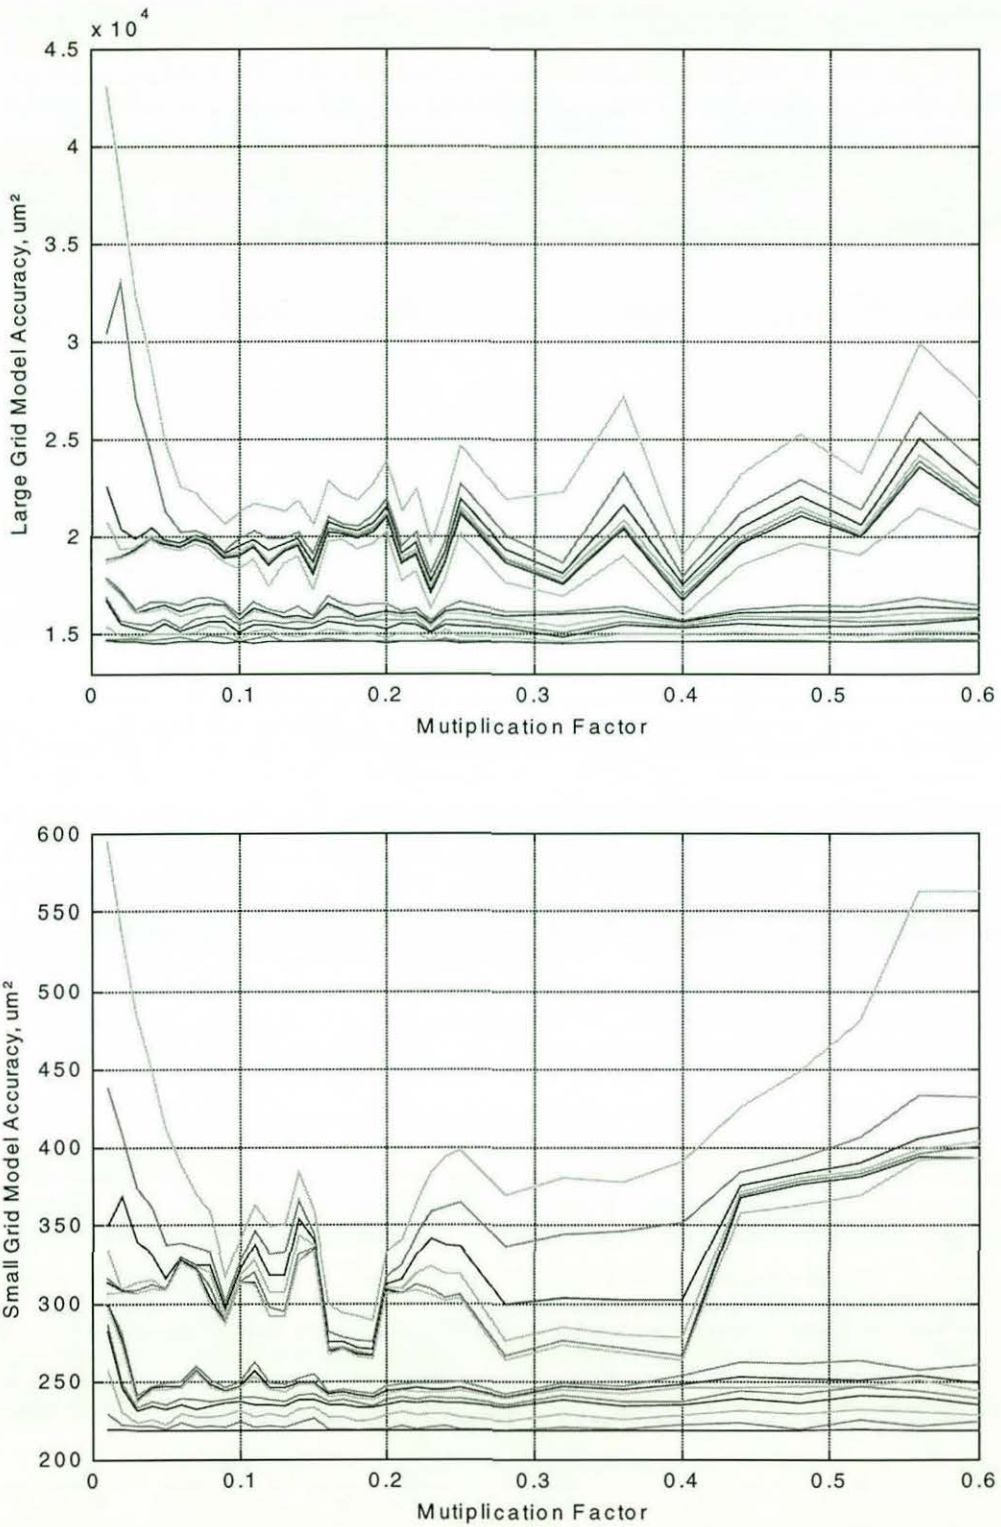 x 10⁴
4.5
4
3.5
3
2.5
2
1.5
Large Grid Model Accuracy, um²
0 0.1 0.2 0.3 0.4 0.5 0.6
Mutiplication Factor
600
550
500
450
400
350
300
250
200
Small Grid Model Accuracy, um²
0 0.1 0.2 0.3 0.4 0.5 0.6
Mutiplication Factor